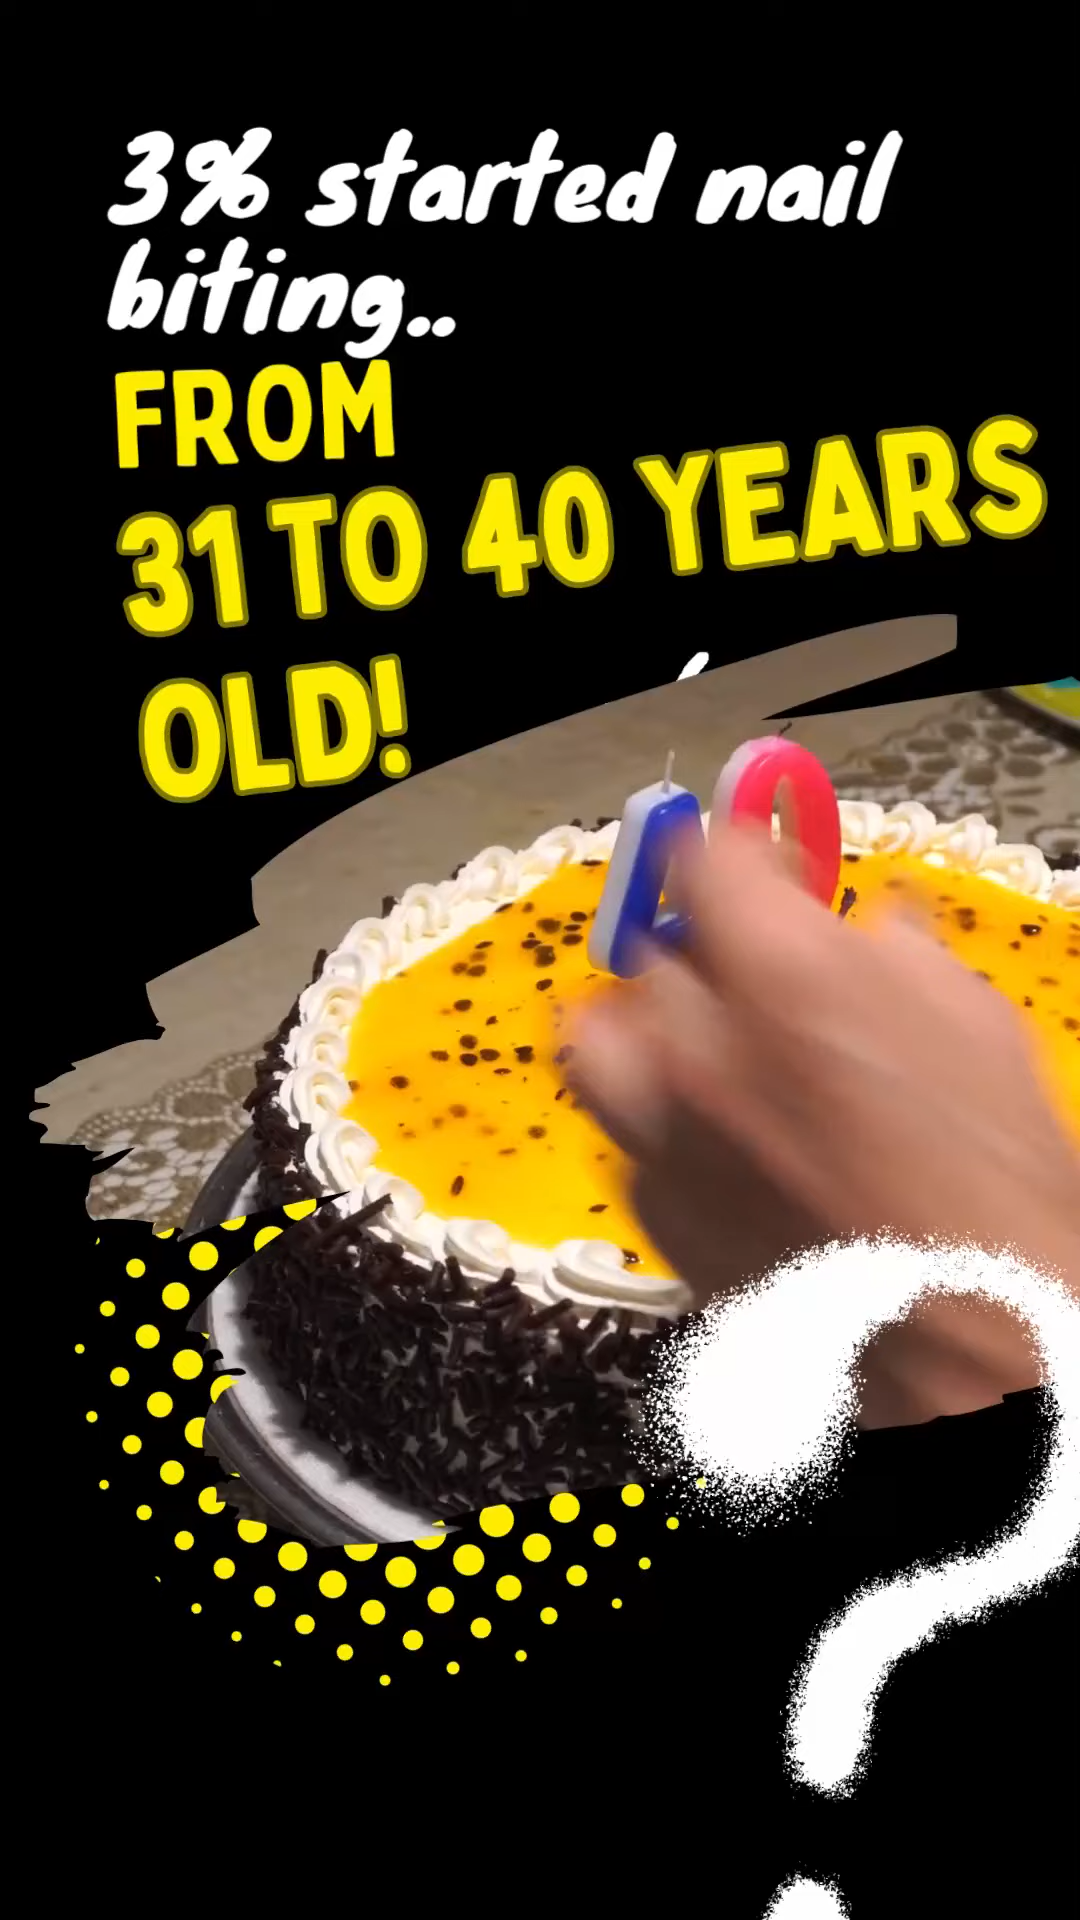 3% started nail
biting..
FROM
31 TO 40 YEARS
OLD!
?